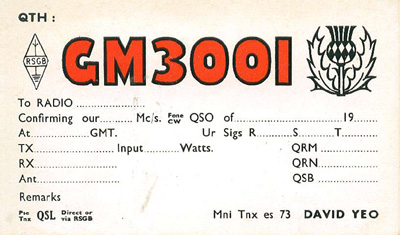 QTH :
RSGB GM3OOI
To RADIO ......................
Confirming our......... Mc/s. Fone CW QSO of..............................19.....
At...............GMT. Ur Sigs R.........S.........T.........
TX..................Input.........Watts. QRM...............
RX........................... QRN...............
Ant........................... QSB...............
Remarks
Pse Tnx QSL Direct or via RSGB Mni Tnx es 73 DAVID YEO